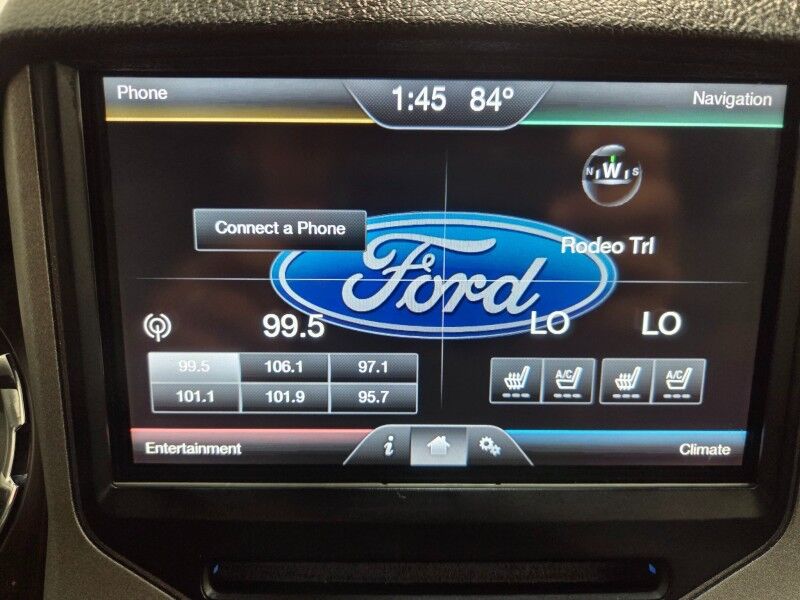 Phone
1:45 84°
Navigation
N W S
Connect a Phone
Rodeo Trl
Ford
99.5
LO LO
99.5 106.1 97.1
101.1 101.9 95.7
A/C A/C
Entertainment
i
Climate